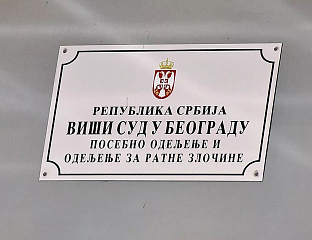 РЕПУБЛИКА СРБИЈА
ВИШИ СУД У БЕОГРАДУ
ПОСЕБНО ОДЕЉЕЊЕ И
ОДЕЉЕЊЕ ЗА РАТНЕ ЗЛОЧИНЕ